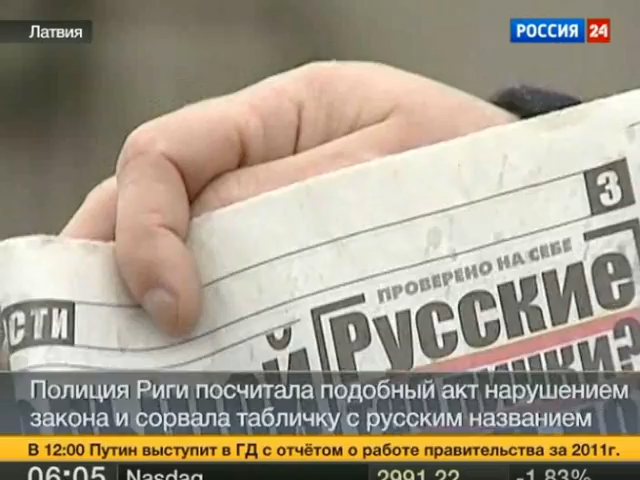 Латвия
РОССИЯ 24
3
ПРОВЕРЕНО НА СЕБЕ
Русские
СТИ
Полиция Риги посчитала подобный акт нарушением
закона и сорвала табличку с русским названием
В 12:00 Путин выступит в ГД с отчётом о работе правительства за 2011г.
06:05 Nasdaq 2991,22 -1,83%